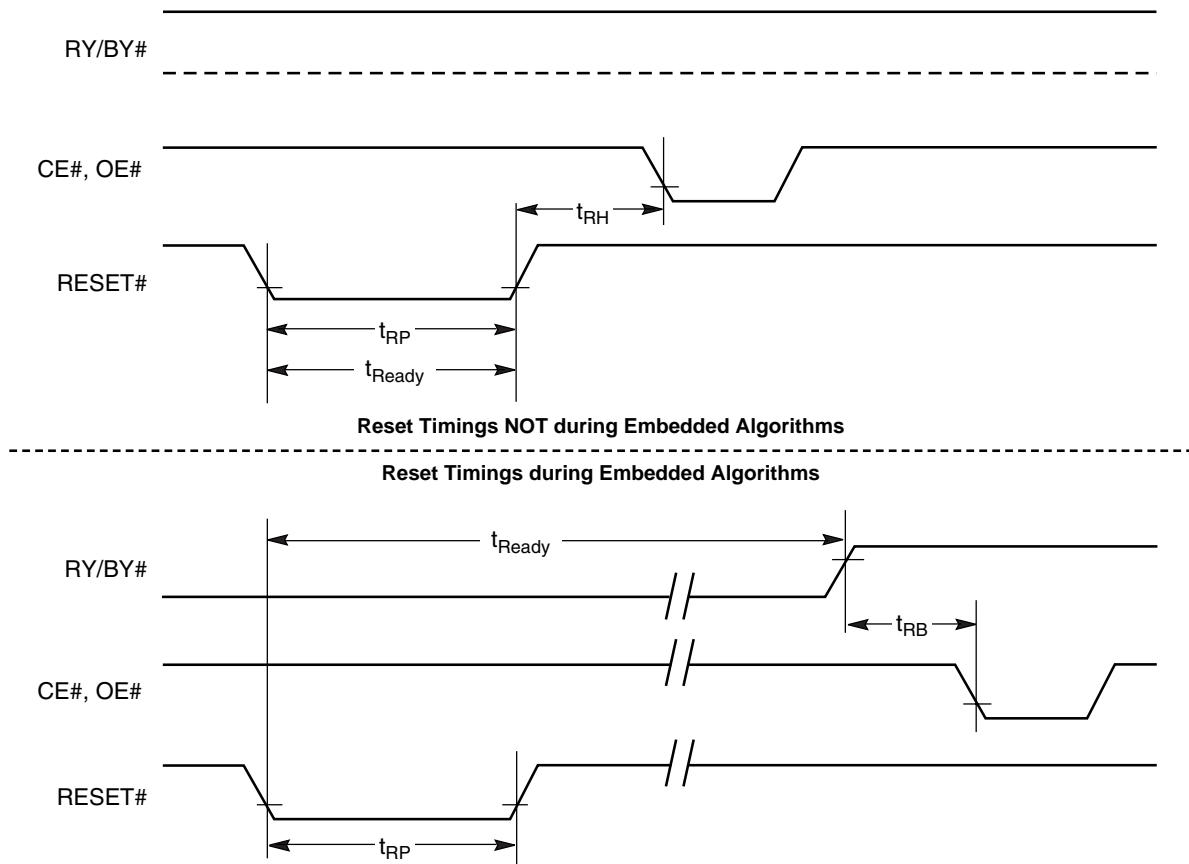 RY/BY#
CE#, OE#
tRH
RESET#
tRP
tReady
Reset Timings NOT during Embedded Algorithms
Reset Timings during Embedded Algorithms
tReady
RY/BY#
tRB
CE#, OE#
RESET#
tRP